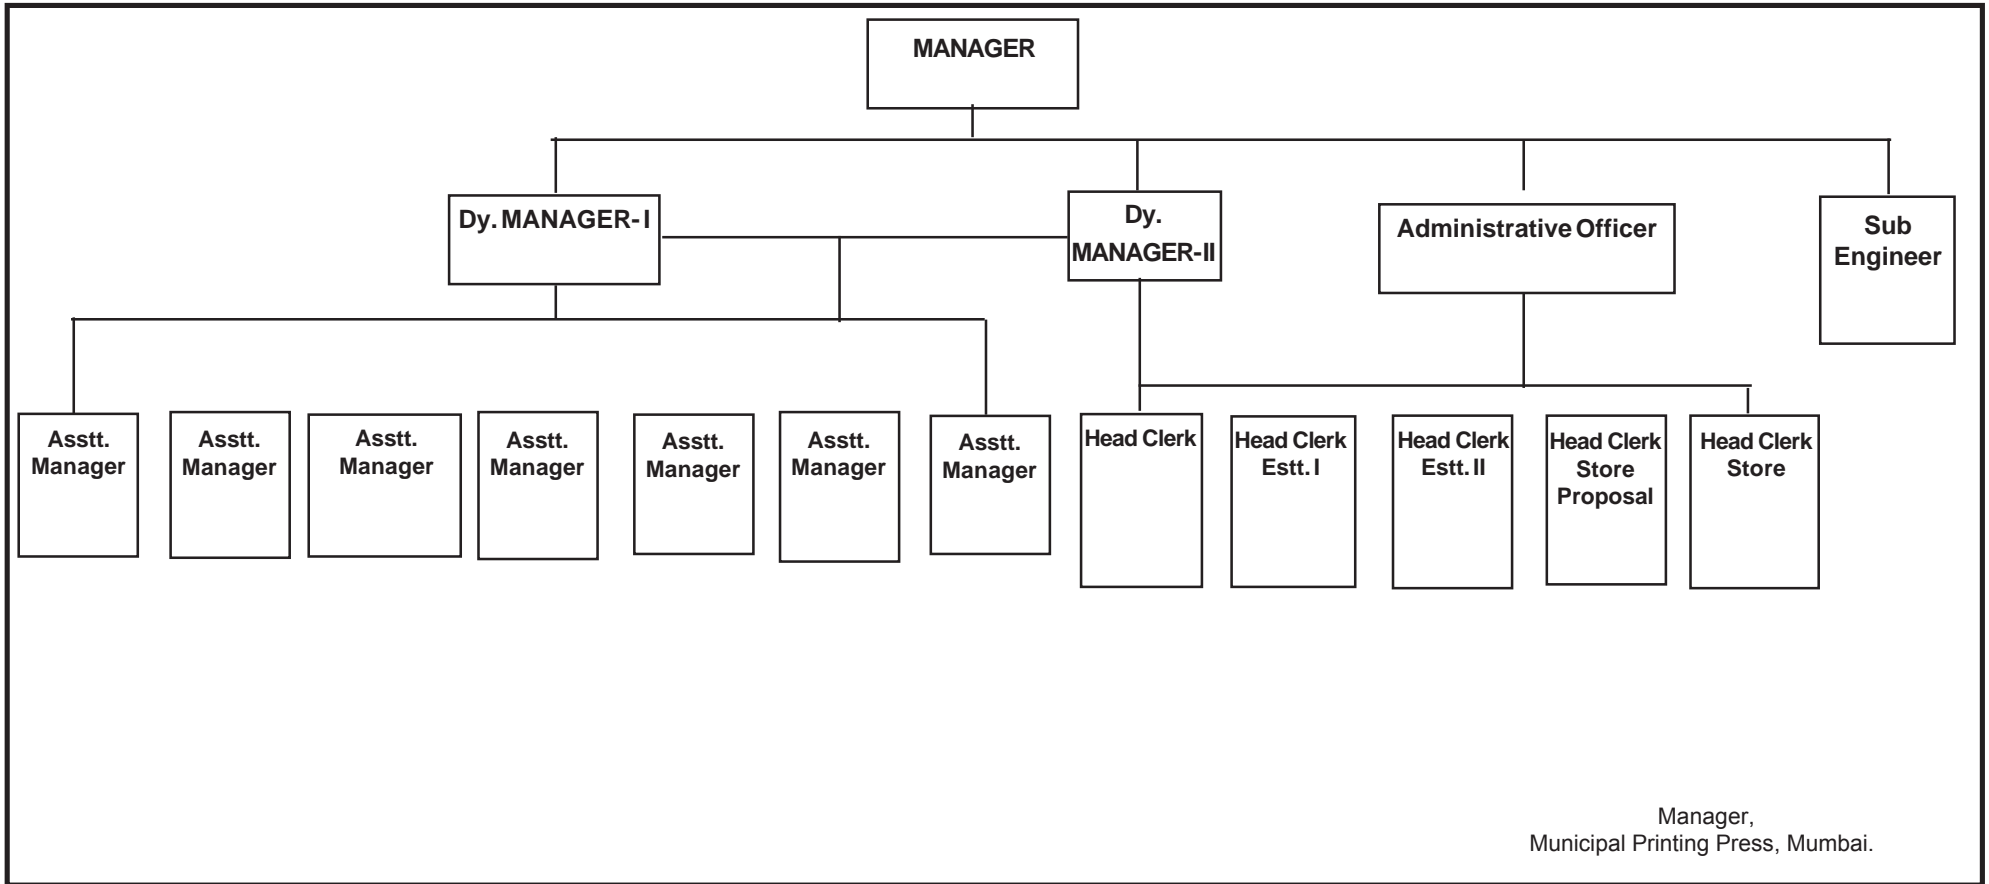 MANAGER
Dy. MANAGER- I
Dy.
MANAGER-II
Administrative Officer
Sub
Engineer
Asstt.
Manager
Asstt.
Manager
Asstt.
Manager
Asstt.
Manager
Asstt.
Manager
Asstt.
Manager
Asstt.
Manager
Head Clerk
Head Clerk
Estt. I
Head Clerk
Estt. II
Head Clerk
Store
Proposal
Head Clerk
Store
Manager,
Municipal Printing Press, Mumbai.